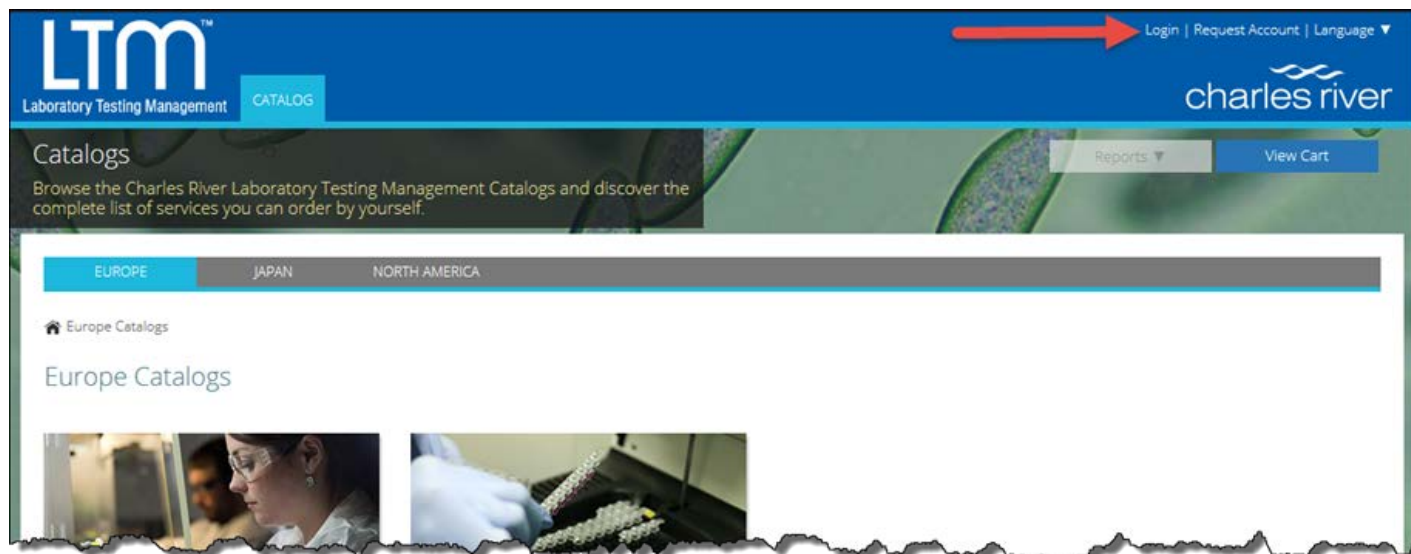 LTM™
Laboratory Testing Management
CATALOG
Login | Request Account | Language ▼
charles river
Catalogs
Browse the Charles River Laboratory Testing Management Catalogs and discover the
complete list of services you can order by yourself.
Reports ▼
View Cart
EUROPE
JAPAN
NORTH AMERICA
Europe Catalogs
Europe Catalogs